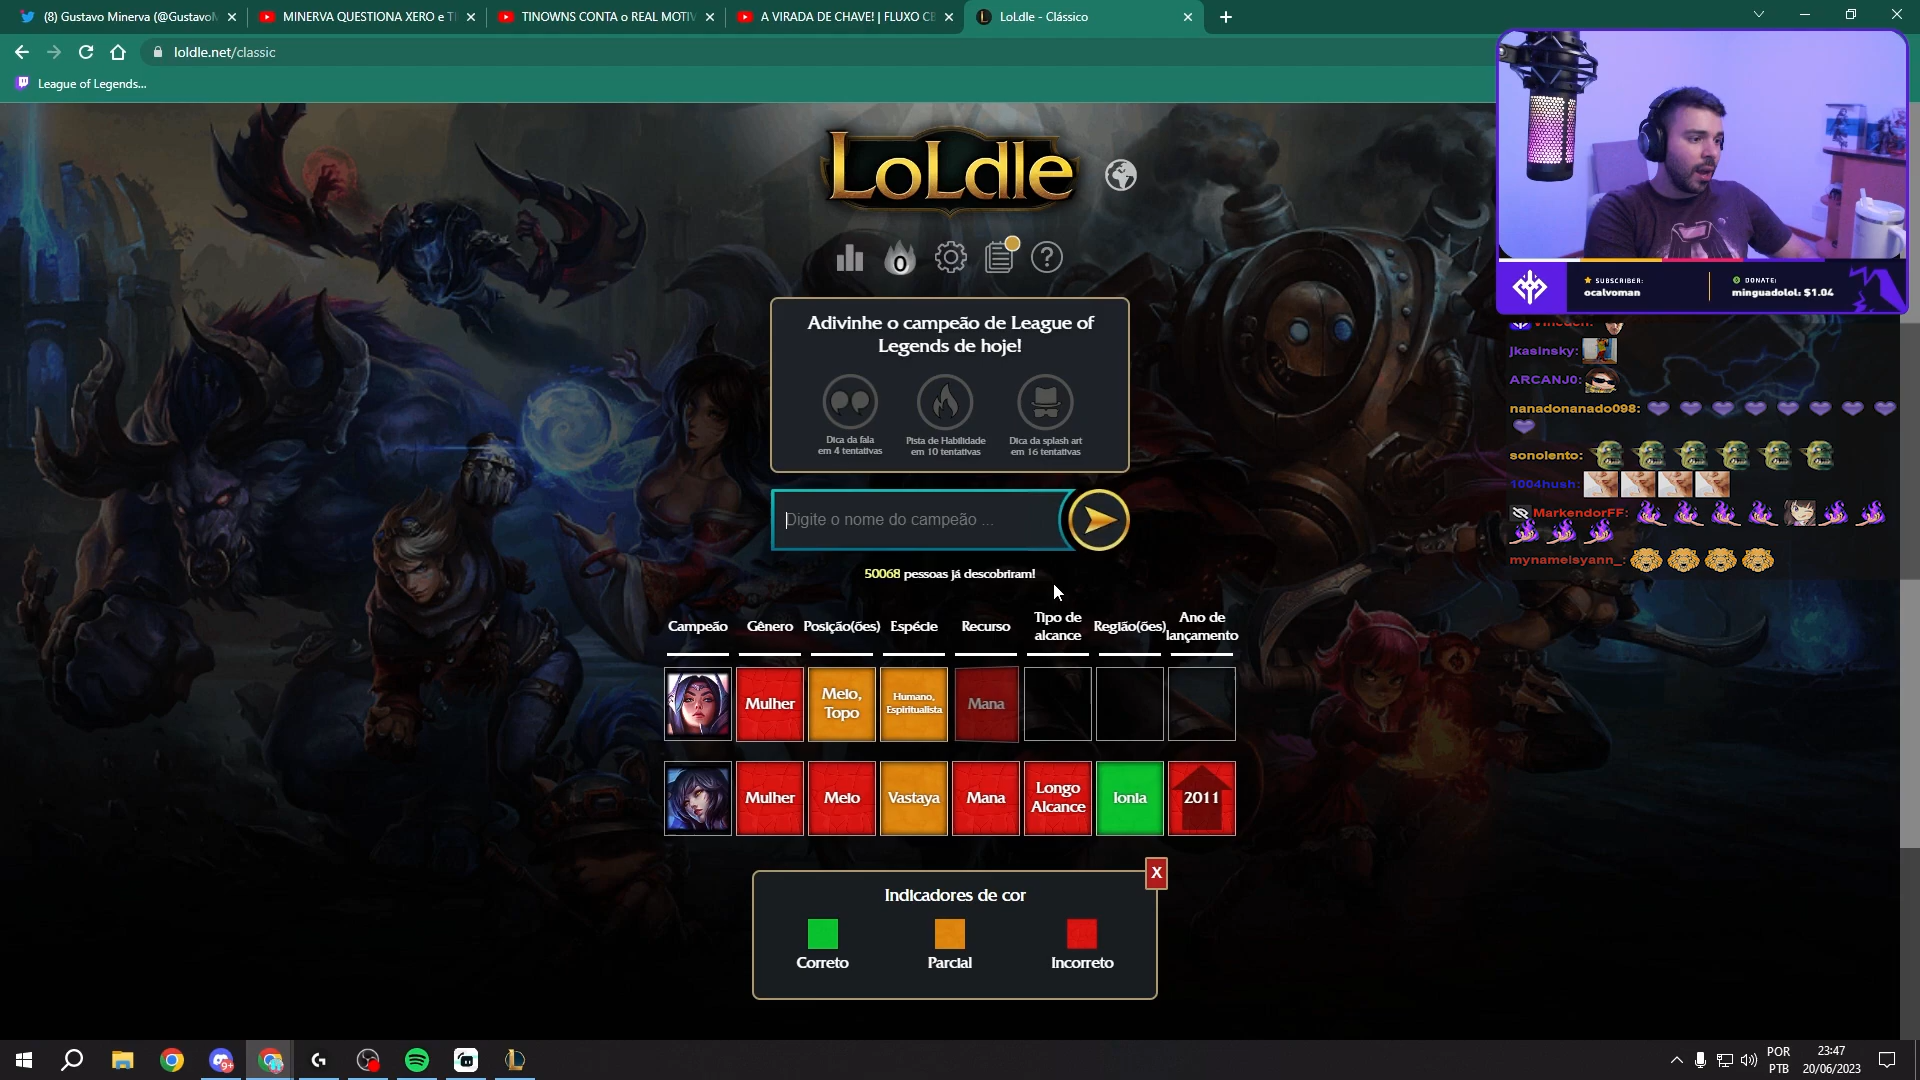 (8) Gustavo Minerva (@GustavoM
MINERVA QUESTIONA XERO e TI
TINOWNS CONTA o REAL MOTIV
A VIRADA DE CHAVE! | FLUXO CB
LoLdle - Clássico
loldle.net/classic
League of Legends...
LoLdle
0
Adivinhe o campeão de League of
Legends de hoje!
Dica da fala
em 4 tentativas
Pista de Habilidade
em 10 tentativas
Dica da splash art
em 16 tentativas
Digite o nome do campeão ...
50068 pessoas já descobriram!
Campeão
Gênero
Posição(ões)
Espécie
Recurso
Tipo de
alcance
Região(ões)
Ano de
lançamento
Mulher
Meio,
Topo
Humano,
Espiritualista
Mana
Mulher
Meio
Vastaya
Mana
Longo
Alcance
Ionia
2011
X
Indicadores de cor
Correto
Parcial
Incorreto
SUBSCRIBER:
ocalvoman
DONATE:
minguadolol: $1.04
jkasinsky:
ARCANJ0:
nanadonanado098:
sonolento:
1004hush:
MarkendorFF:
mynameisyann_:
9+
POR
PTB
23:47
20/06/2023